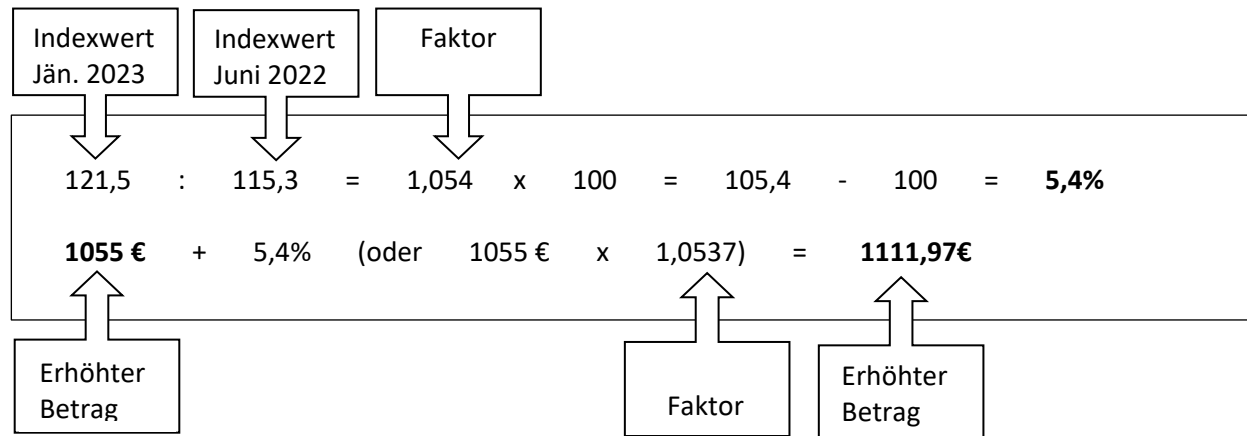 Indexwert
Jän. 2023
Indexwert
Juni 2022
Faktor
121,5 : 115,3 = 1,054 x 100 = 105,4 - 100 = 5,4%
1055 € + 5,4% (oder 1055 € x 1,0537) = 1111,97€
Erhöhter
Betrag
Faktor
Erhöhter
Betrag